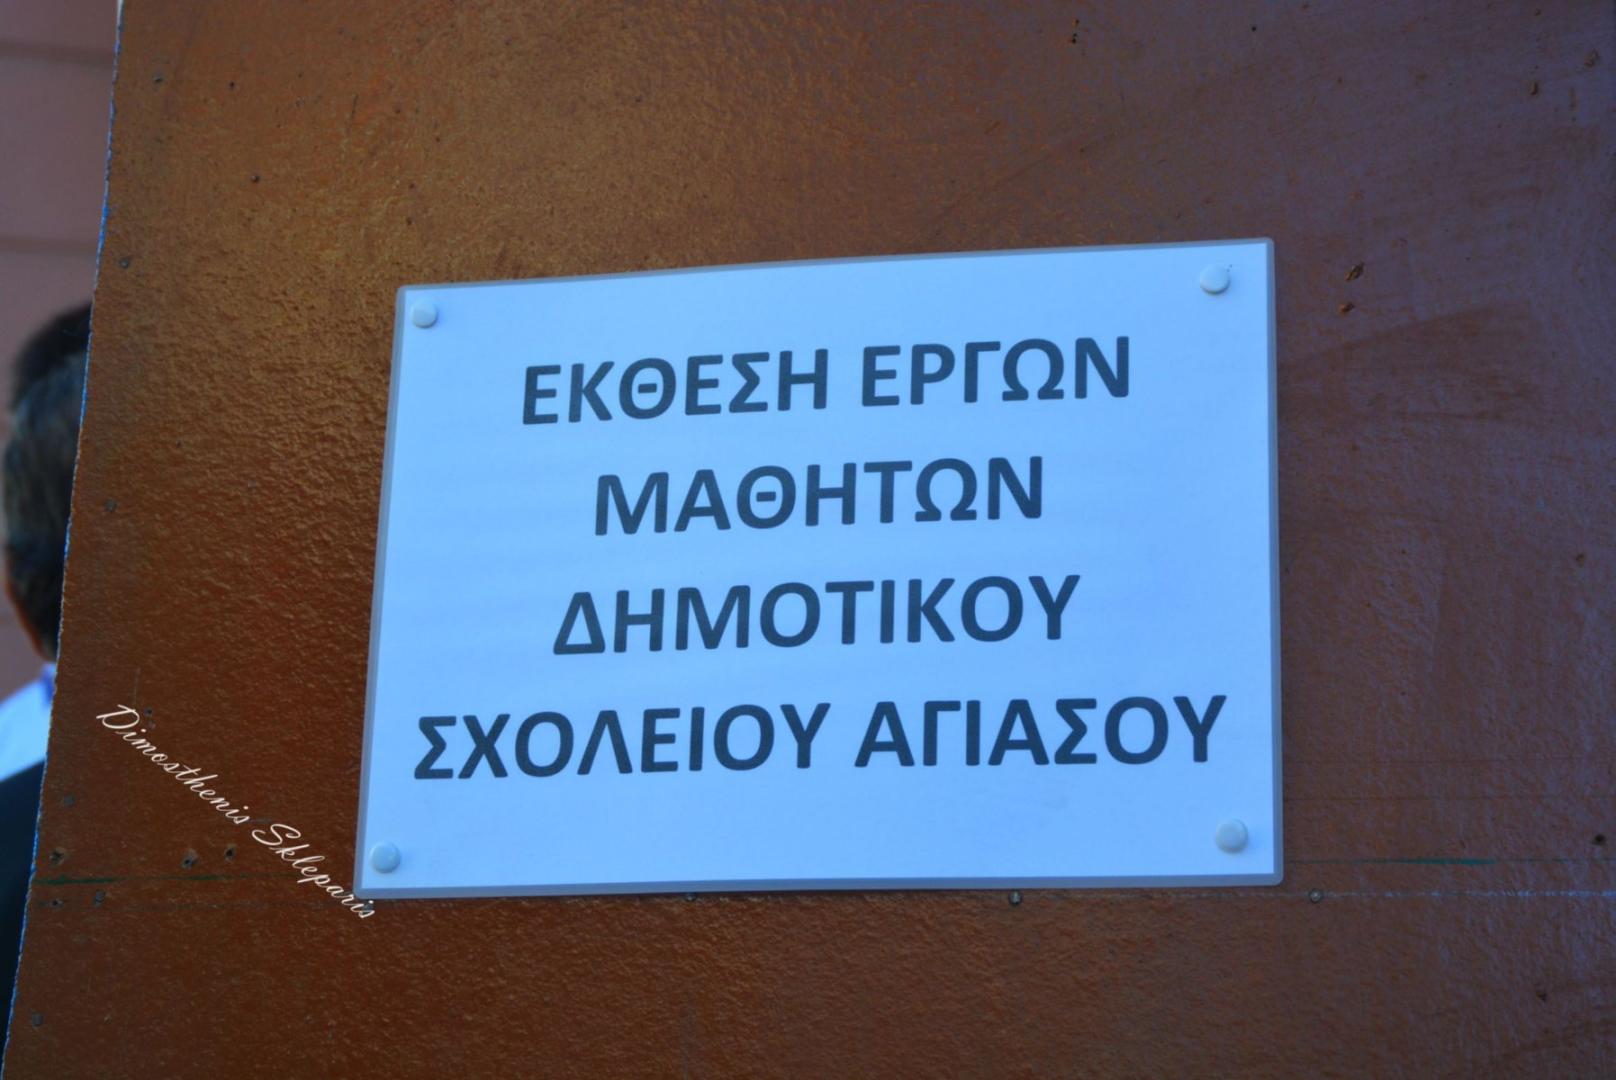 ΕΚΘΕΣΗ ΕΡΓΩΝ
ΜΑΘΗΤΩΝ
ΔΗΜΟΤΙΚΟΥ
ΣΧΟΛΕΙΟΥ ΑΓΙΑΣΟΥ
Dimosthenis Skleparis